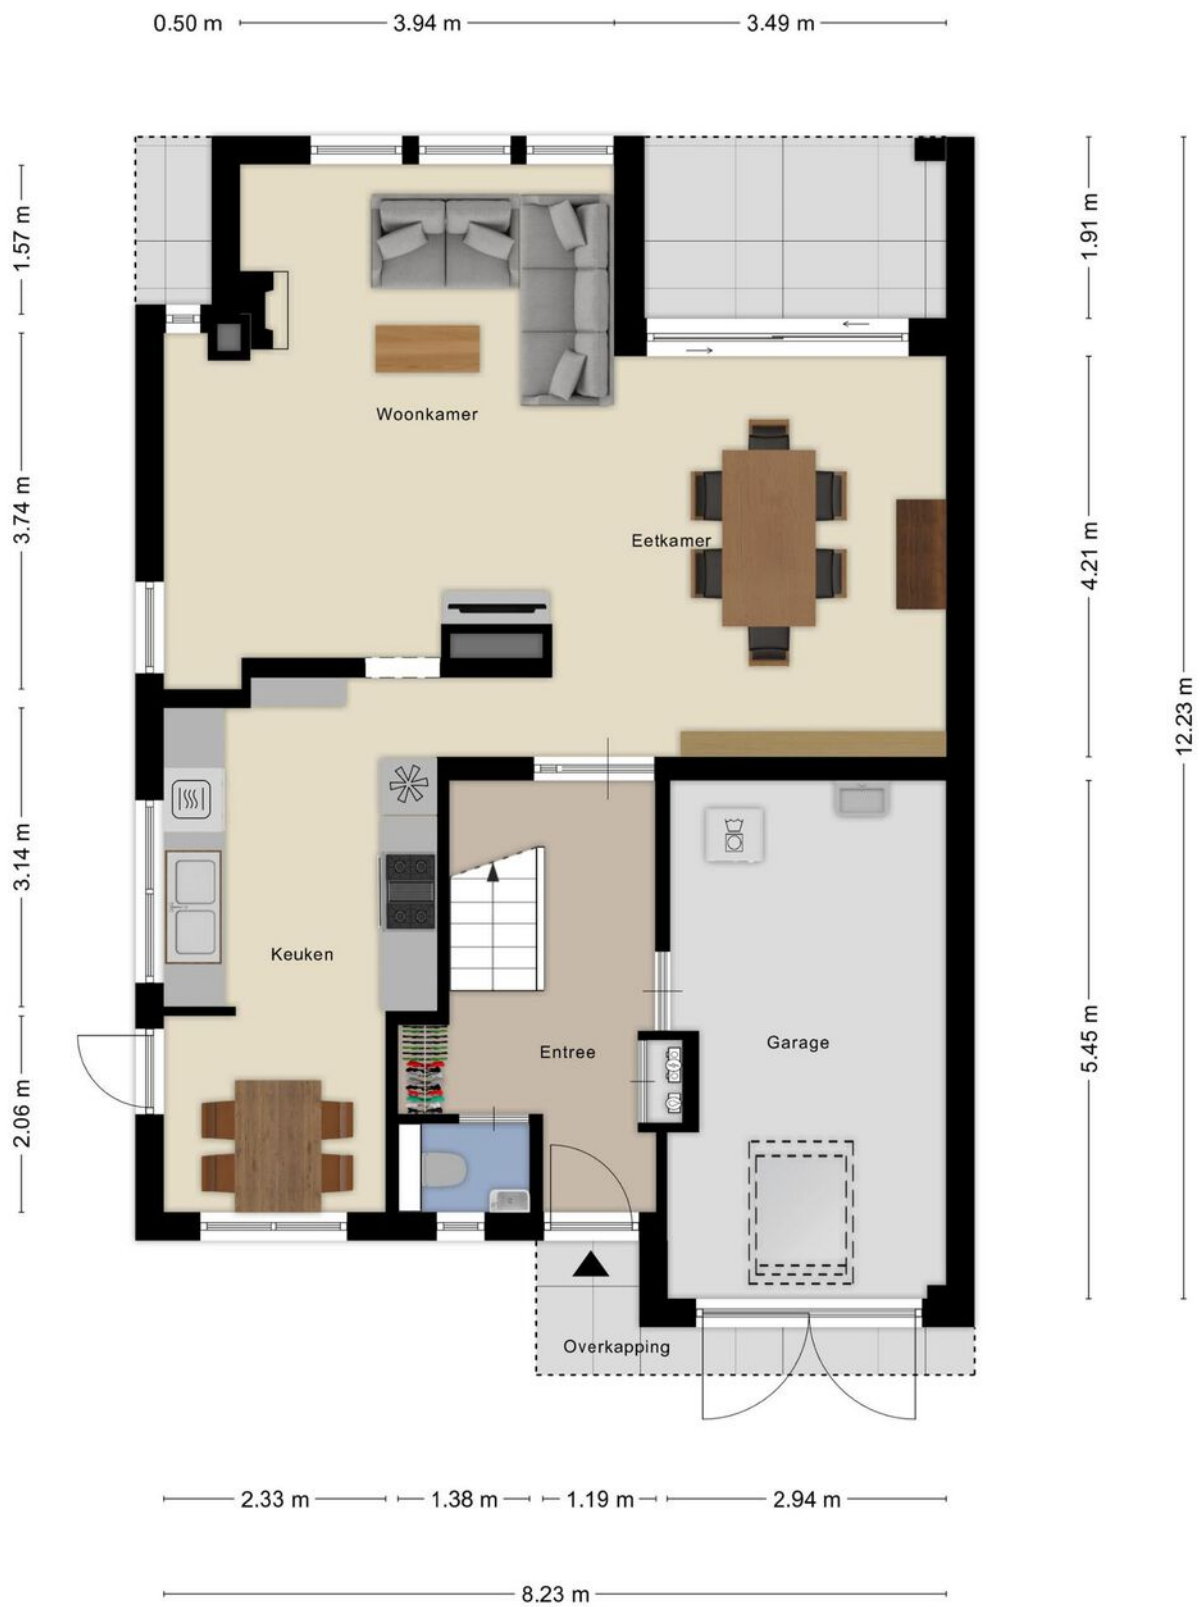 0.50 m
3.94 m
3.49 m
1.57 m
1.91 m
Woonkamer
3.74 m
Eetkamer
4.21 m
12.23 m
3.14 m
Keuken
Entree
Garage
5.45 m
2.06 m
Overkapping
2.33 m
1.38 m
1.19 m
2.94 m
8.23 m